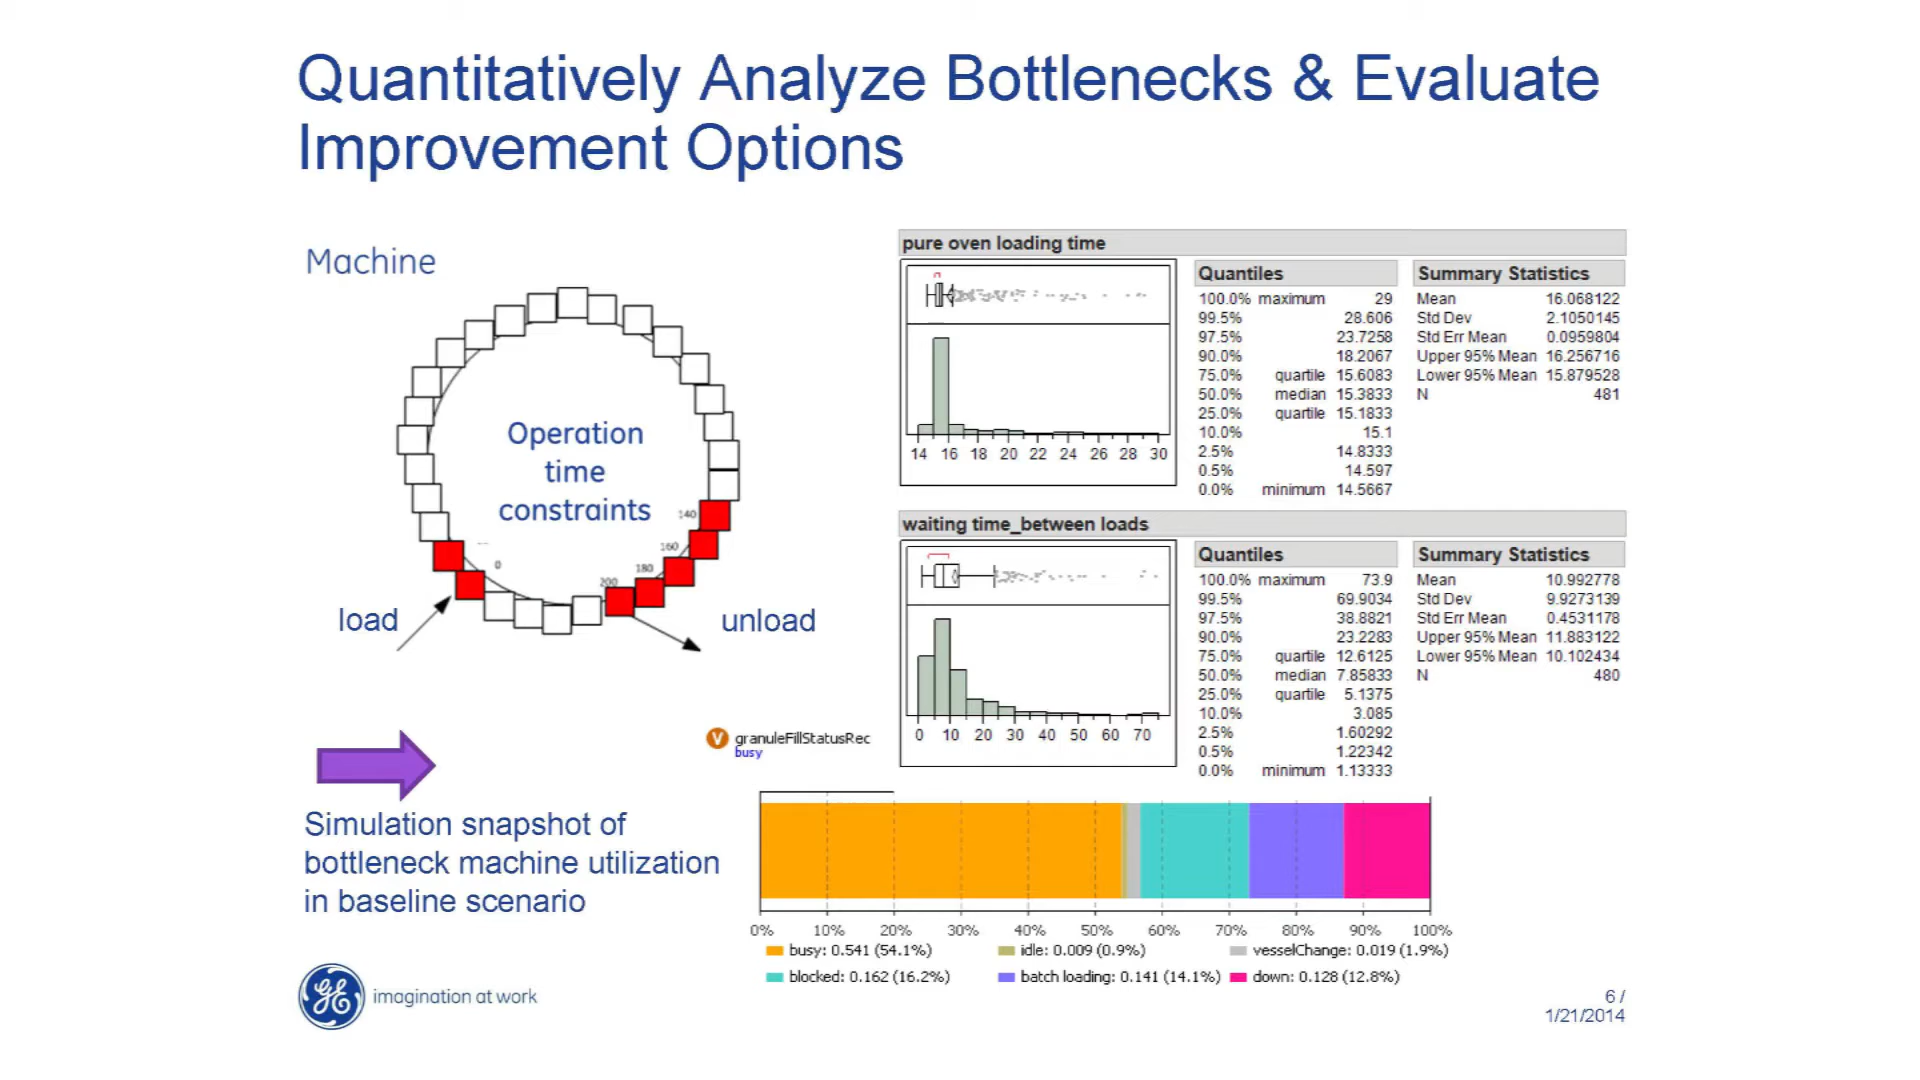 Quantitatively Analyze Bottlenecks & Evaluate
Improvement Options
Machine
Operation
time
constraints
140
160
180
200
0
load
unload
pure oven loading time
14 16 18 20 22 24 26 28 30
Quantiles
100.0% maximum 29
99.5% 28.606
97.5% 23.7258
90.0% 18.2067
75.0% quartile 15.6083
50.0% median 15.3833
25.0% quartile 15.1833
10.0% 15.1
2.5% 14.8333
0.5% 14.597
0.0% minimum 14.5667
Summary Statistics
Mean 16.068122
Std Dev 2.1050145
Std Err Mean 0.0959804
Upper 95% Mean 16.256716
Lower 95% Mean 15.879528
N 481
waiting time_between loads
0 10 20 30 40 50 60 70
Quantiles
100.0% maximum 73.9
99.5% 69.9034
97.5% 38.8821
90.0% 23.2283
75.0% quartile 12.6125
50.0% median 7.85833
25.0% quartile 5.1375
10.0% 3.085
2.5% 1.60292
0.5% 1.22342
0.0% minimum 1.13333
Summary Statistics
Mean 10.992778
Std Dev 9.9273139
Std Err Mean 0.4531178
Upper 95% Mean 11.883122
Lower 95% Mean 10.102434
N 480
V granuleFillStatusRec
busy
Simulation snapshot of
bottleneck machine utilization
in baseline scenario
0% 10% 20% 30% 40% 50% 60% 70% 80% 90% 100%
busy: 0.541 (54.1%) idle: 0.009 (0.9%) vesselChange: 0.019 (1.9%)
blocked: 0.162 (16.2%) batch loading: 0.141 (14.1%) down: 0.128 (12.8%)
GE imagination at work
6 /
1/21/2014